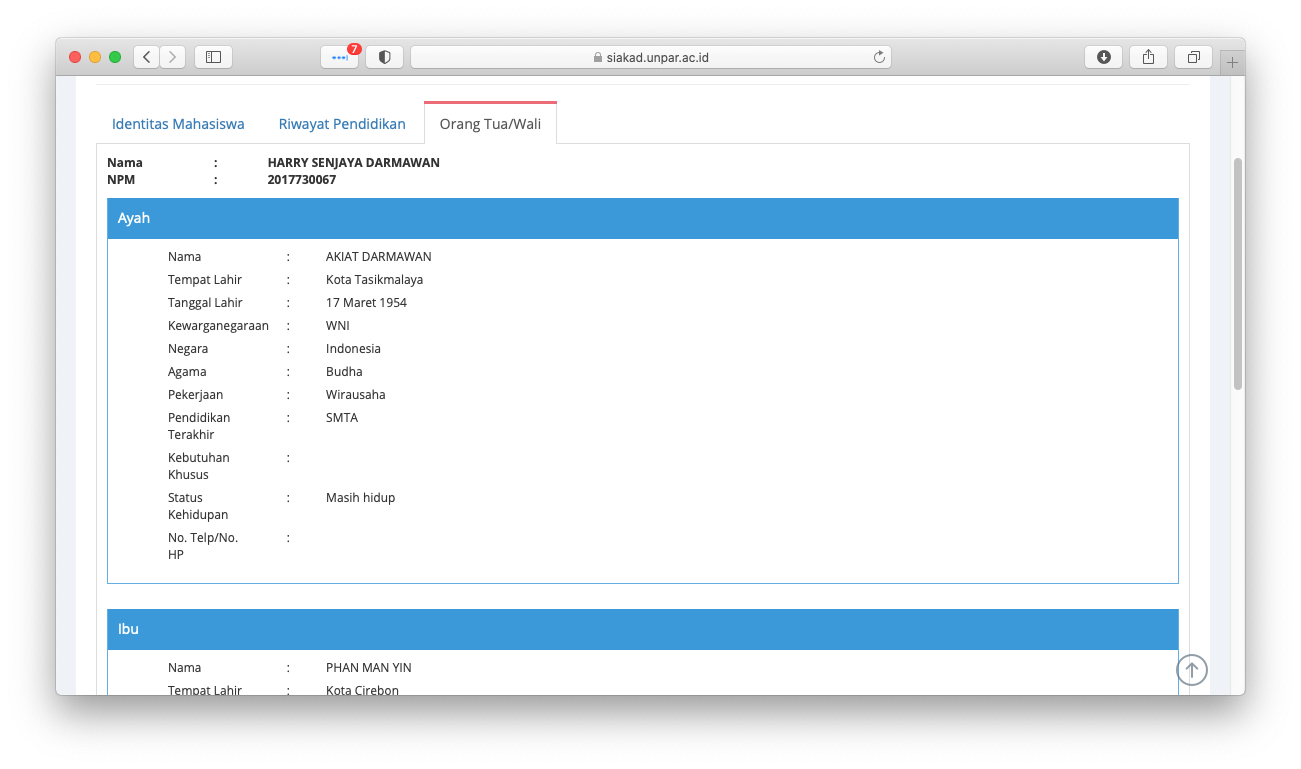 7
siakad.unpar.ac.id
Identitas Mahasiswa Riwayat Pendidikan Orang Tua/Wali
Nama : HARRY SENJAYA DARMAWAN
NPM : 2017730067
Ayah
Nama : AKIAT DARMAWAN
Tempat Lahir : Kota Tasikmalaya
Tanggal Lahir : 17 Maret 1954
Kewarganegaraan : WNI
Negara : Indonesia
Agama : Budha
Pekerjaan : Wirausaha
Pendidikan : SMTA
Terakhir
Kebutuhan :
Khusus
Status : Masih hidup
Kehidupan
No. Telp/No. :
HP
Ibu
Nama : PHAN MAN YIN
Tempat Lahir : Kota Cirebon